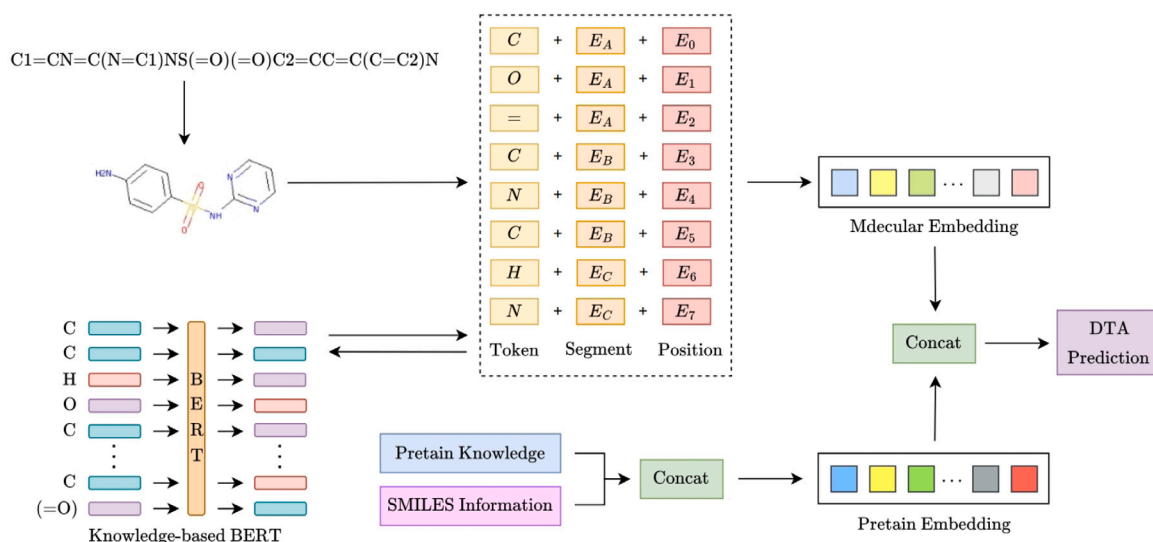 C1=CN=C(N=C1)NS(=O)(=O)C2=CC=C(C=C2)N
H2N
O
S
O
NH
N
N
C + E_A + E_0
O + E_A + E_1
= + E_A + E_2
C + E_B + E_3
N + E_B + E_4
C + E_B + E_5
H + E_C + E_6
N + E_C + E_7
Token Segment Position
Mdecular Embedding
Concat
DTA
Prediction
C
C
H
O
C
C
(=O)
B
E
R
T
Knowledge-based BERT
Pretain Knowledge
SMILES Information
Concat
Pretain Embedding